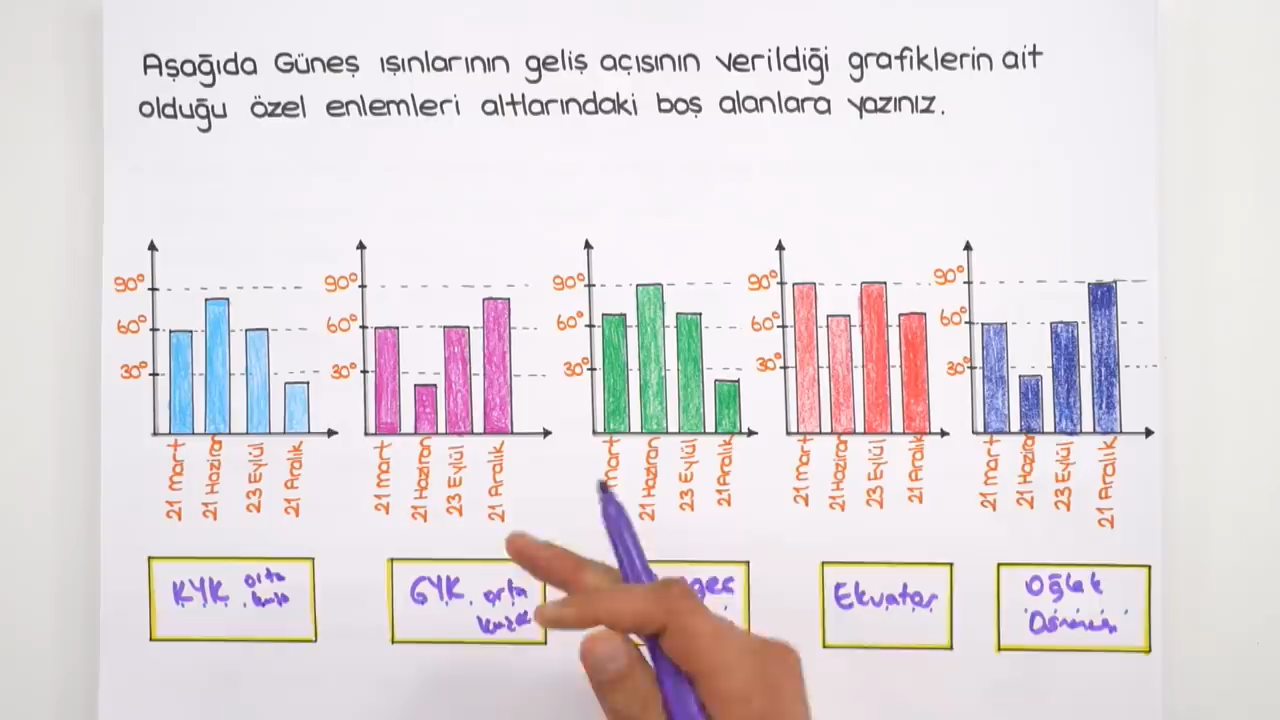 Aşağıda Güneş ışınlarının geliş açısının verildiği grafiklerin ait
olduğu özel enlemleri altlarındaki boş alanlara yazınız.
90° 60° 30°
21 Mart 21 Haziran 23 Eylül 21 Aralık
90° 60° 30°
21 Mart 21 Haziran 23 Eylül 21 Aralık
90° 60° 30°
Mart 21 Haziran 23 Eylül 21 Aralık
90° 60° 30°
21 Mart 21 Haziran 23 Eylül 21 Aralık
90° 60° 30°
21 Mart 21 Haziran 23 Eylül 21 Aralık
KYK orta
GYK. orta
kuzak
Ekvator
Oğlak
Dönencesi